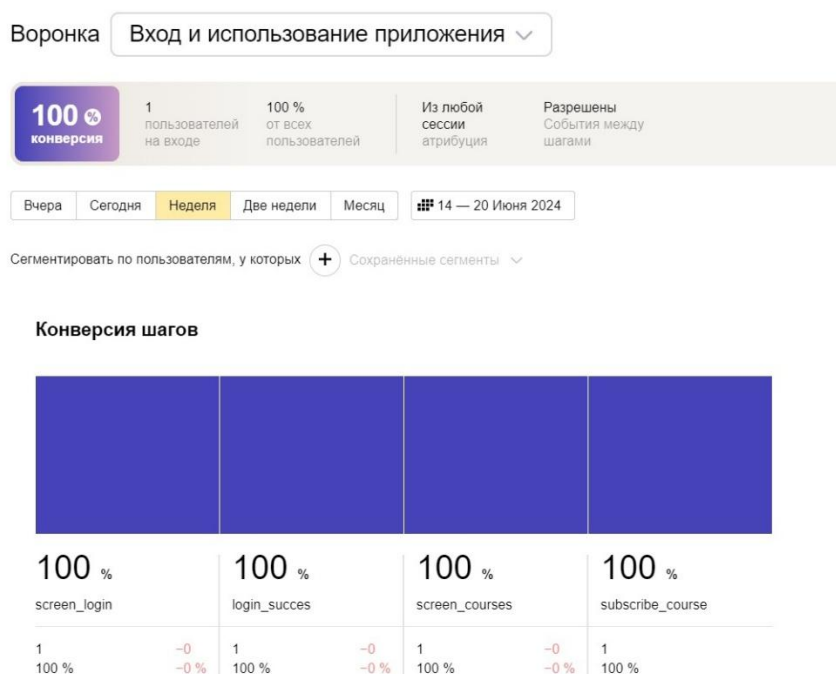 Воронка Вход и использование приложения
100 %
конверсия
1
пользователей
на входе
100 %
от всех
пользователей
Из любой
сессии
атрибуция
Разрешены
События между
шагами
Вчера Сегодня Неделя Две недели Месяц 14 — 20 Июня 2024
Сегментировать по пользователям, у которых + Сохранённые сегменты
Конверсия шагов
100 % 100 % 100 % 100 %
screen_login login_succes screen_courses subscribe_course
1 −0 1 −0 1 −0 1
100 % −0 % 100 % −0 % 100 % −0 % 100 %